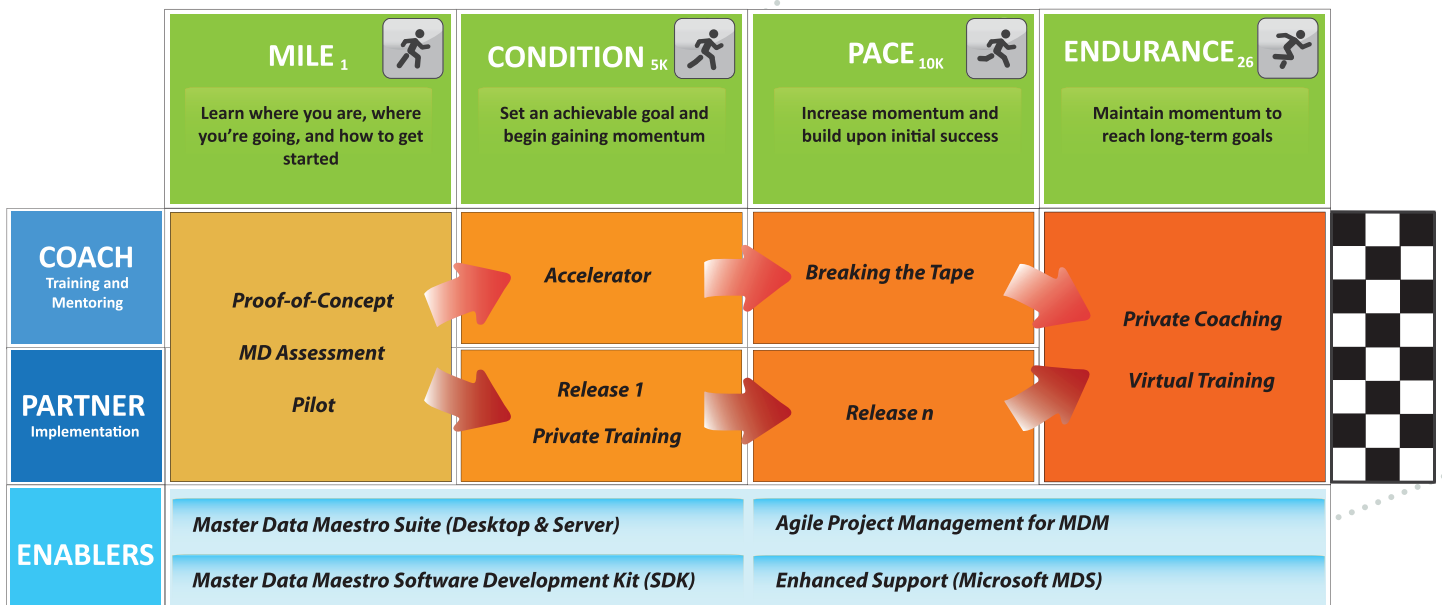 MILE 1
Learn where you are, where
you're going, and how to get
started
CONDITION 5K
Set an achievable goal and
begin gaining momentum
PACE 10K
Increase momentum and
build upon initial success
ENDURANCE 26
Maintain momentum to
reach long-term goals
COACH
Training and
Mentoring
PARTNER
Implementation
Proof-of-Concept
MD Assessment
Pilot
Accelerator
Release 1
Private Training
Breaking the Tape
Release n
Private Coaching
Virtual Training
ENABLERS
Master Data Maestro Suite (Desktop & Server)
Agile Project Management for MDM
Master Data Maestro Software Development Kit (SDK)
Enhanced Support (Microsoft MDS)